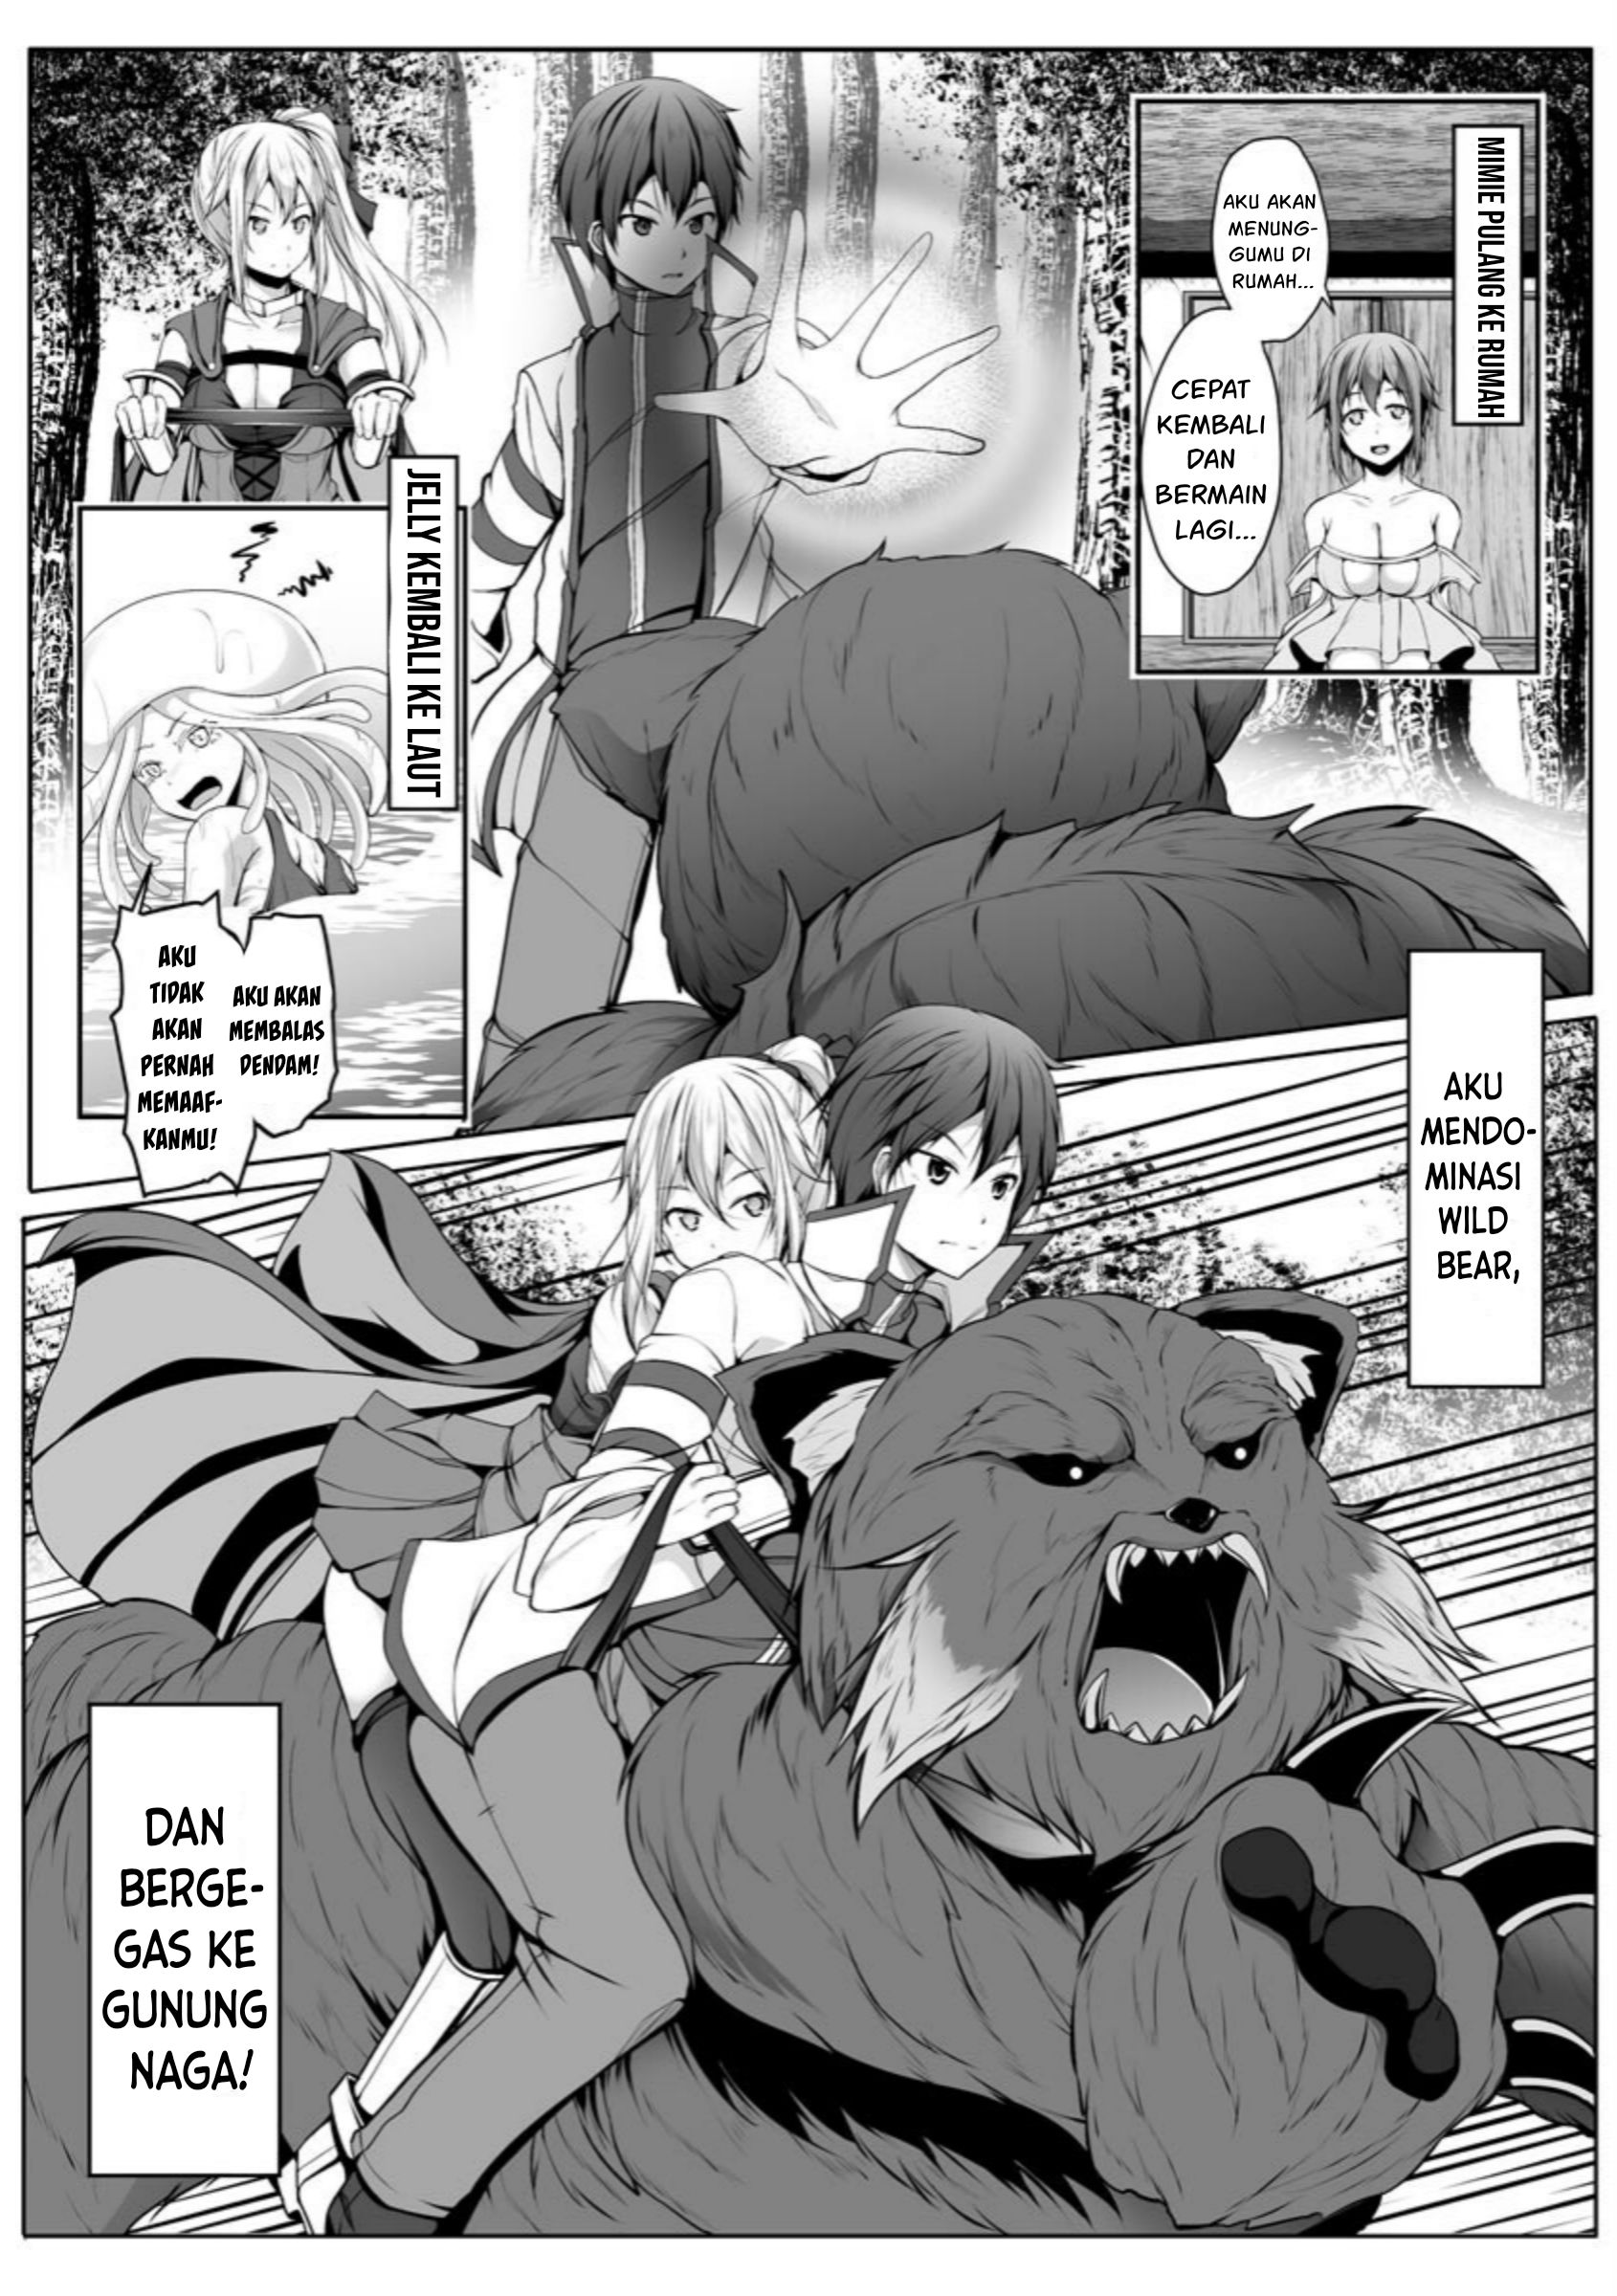 MIMIE PULANG KE RUMAH
AKU AKAN
MENUNG-
GUMU DI
RUMAH...
CEPAT
KEMBALI
DAN
BERMAIN
LAGI...
JELLY KEMBALI KE LAUT
AKU AKAN
MEMBALAS
DENDAM!
AKU
TIDAK
AKAN
PERNAH
MEMAAF-
KANMU!
AKU
MENDO-
MINASI
WILD
BEAR,
DAN
BERGE-
GAS KE
GUNUNG
NAGA!